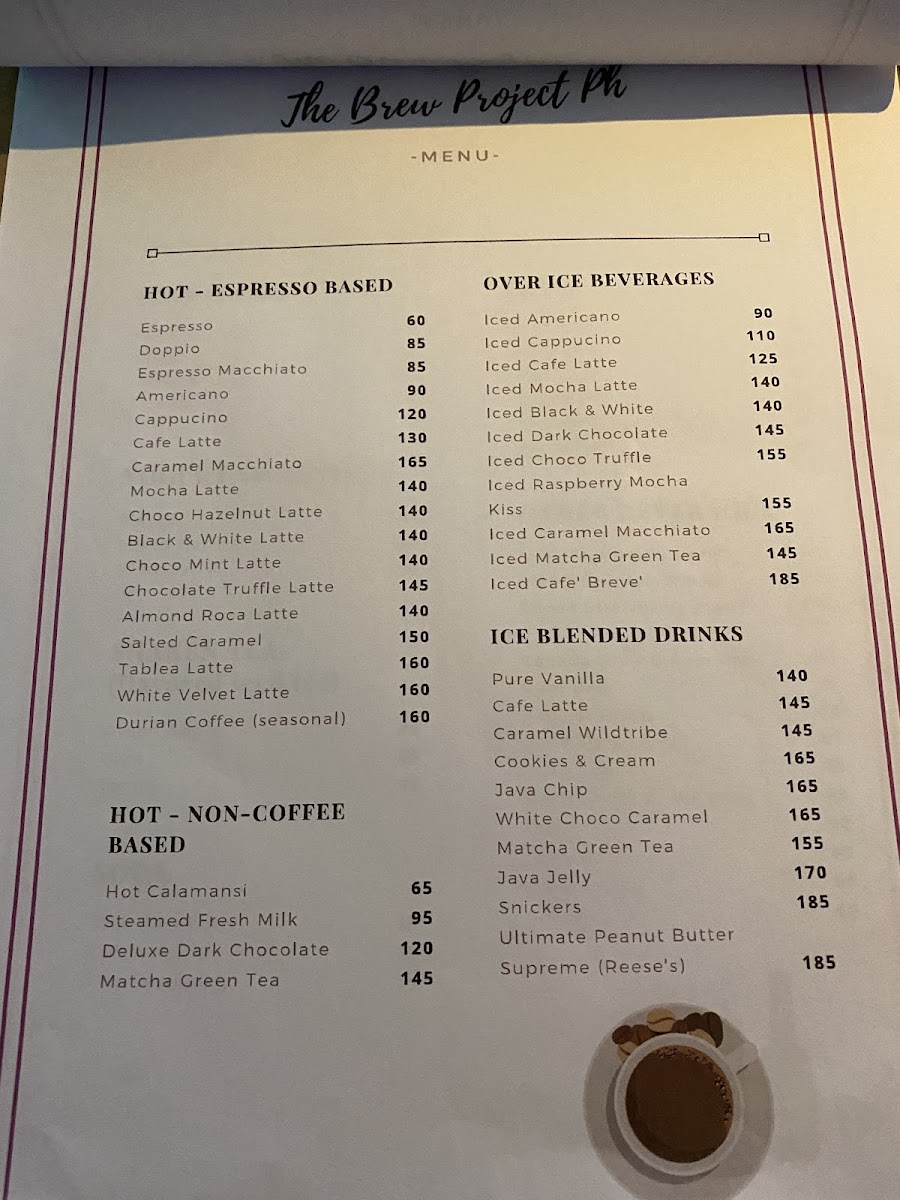 The Brew Project Ph
-MENU-
HOT - ESPRESSO BASED
Espresso 60
Doppio 85
Espresso Macchiato 85
Americano 90
Cappucino 120
Cafe Latte 130
Caramel Macchiato 165
Mocha Latte 140
Choco Hazelnut Latte 140
Black & White Latte 140
Choco Mint Latte 140
Chocolate Truffle Latte 145
Almond Roca Latte 140
Salted Caramel 150
Tablea Latte 160
White Velvet Latte 160
Durian Coffee (seasonal) 160
HOT - NON-COFFEE
BASED
Hot Calamansi 65
Steamed Fresh Milk 95
Deluxe Dark Chocolate 120
Matcha Green Tea 145
OVER ICE BEVERAGES
Iced Americano 90
Iced Cappucino 110
Iced Cafe Latte 125
Iced Mocha Latte 140
Iced Black & White 140
Iced Dark Chocolate 145
Iced Choco Truffle 155
Iced Raspberry Mocha
Kiss 155
Iced Caramel Macchiato 165
Iced Matcha Green Tea 145
Iced Cafe' Breve' 185
ICE BLENDED DRINKS
Pure Vanilla 140
Cafe Latte 145
Caramel Wildtribe 145
Cookies & Cream 165
Java Chip 165
White Choco Caramel 165
Matcha Green Tea 155
Java Jelly 170
Snickers 185
Ultimate Peanut Butter
Supreme (Reese's) 185